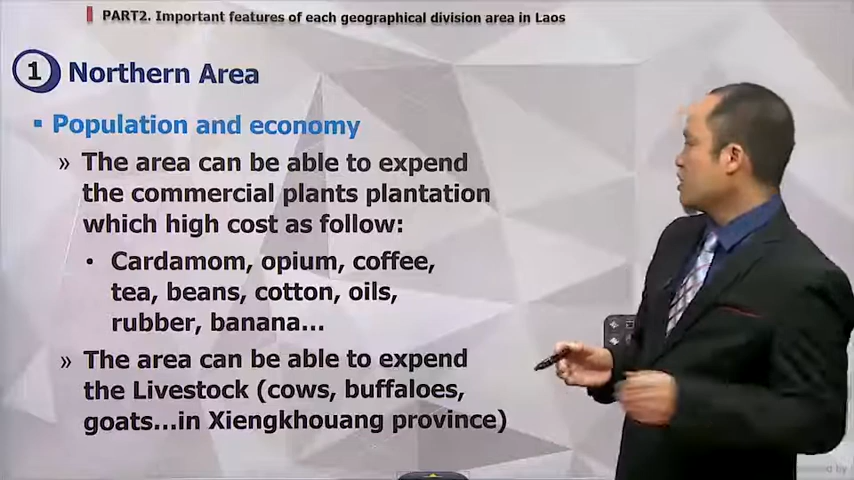 PART2. Important features of each geographical division area in Laos
1 Northern Area
▪ Population and economy
» The area can be able to expend
the commercial plants plantation
which high cost as follow:
• Cardamom, opium, coffee,
tea, beans, cotton, oils,
rubber, banana...
» The area can be able to expend
the Livestock (cows, buffaloes,
goats...in Xiengkhouang province)
by